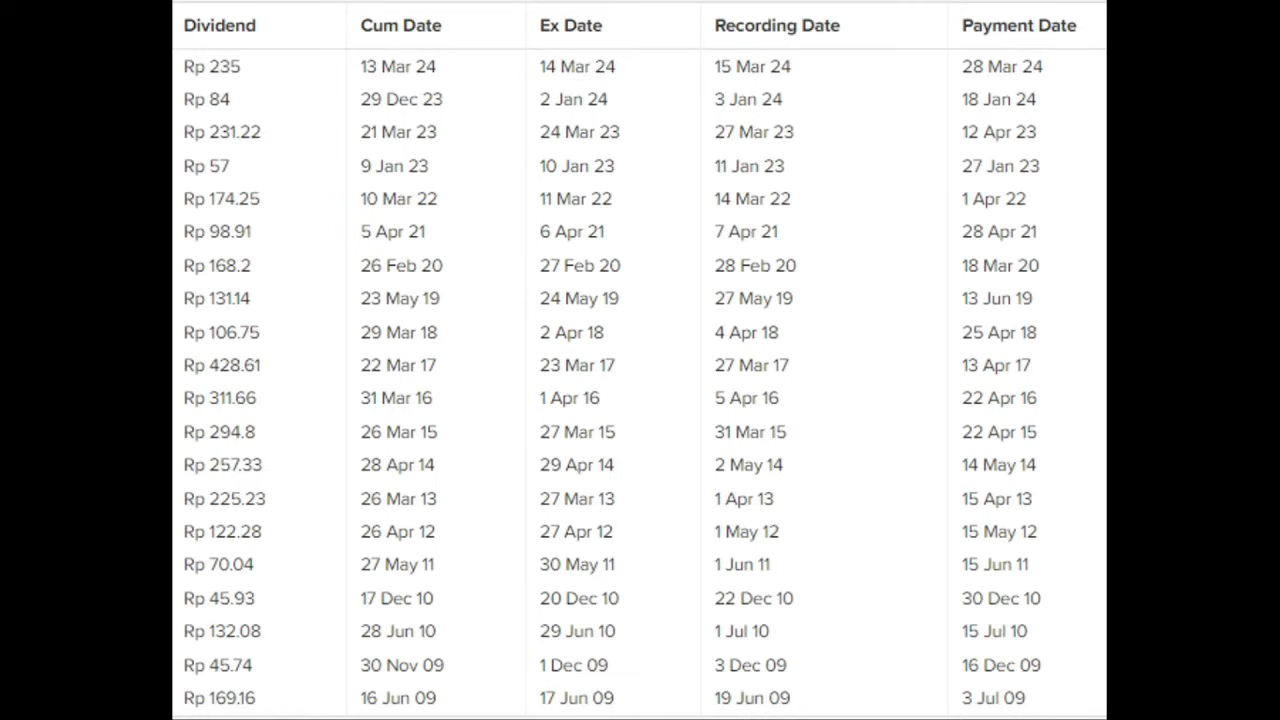 Dividend Cum Date Ex Date Recording Date Payment Date
Rp 235 13 Mar 24 14 Mar 24 15 Mar 24 28 Mar 24
Rp 84 29 Dec 23 2 Jan 24 3 Jan 24 18 Jan 24
Rp 231.22 21 Mar 23 24 Mar 23 27 Mar 23 12 Apr 23
Rp 57 9 Jan 23 10 Jan 23 11 Jan 23 27 Jan 23
Rp 174.25 10 Mar 22 11 Mar 22 14 Mar 22 1 Apr 22
Rp 98.91 5 Apr 21 6 Apr 21 7 Apr 21 28 Apr 21
Rp 168.2 26 Feb 20 27 Feb 20 28 Feb 20 18 Mar 20
Rp 131.14 23 May 19 24 May 19 27 May 19 13 Jun 19
Rp 106.75 29 Mar 18 2 Apr 18 4 Apr 18 25 Apr 18
Rp 428.61 22 Mar 17 23 Mar 17 27 Mar 17 13 Apr 17
Rp 311.66 31 Mar 16 1 Apr 16 5 Apr 16 22 Apr 16
Rp 294.8 26 Mar 15 27 Mar 15 31 Mar 15 22 Apr 15
Rp 257.33 28 Apr 14 29 Apr 14 2 May 14 14 May 14
Rp 225.23 26 Mar 13 27 Mar 13 1 Apr 13 15 Apr 13
Rp 122.28 26 Apr 12 27 Apr 12 1 May 12 15 May 12
Rp 70.04 27 May 11 30 May 11 1 Jun 11 15 Jun 11
Rp 45.93 17 Dec 10 20 Dec 10 22 Dec 10 30 Dec 10
Rp 132.08 28 Jun 10 29 Jun 10 1 Jul 10 15 Jul 10
Rp 45.74 30 Nov 09 1 Dec 09 3 Dec 09 16 Dec 09
Rp 169.16 16 Jun 09 17 Jun 09 19 Jun 09 3 Jul 09